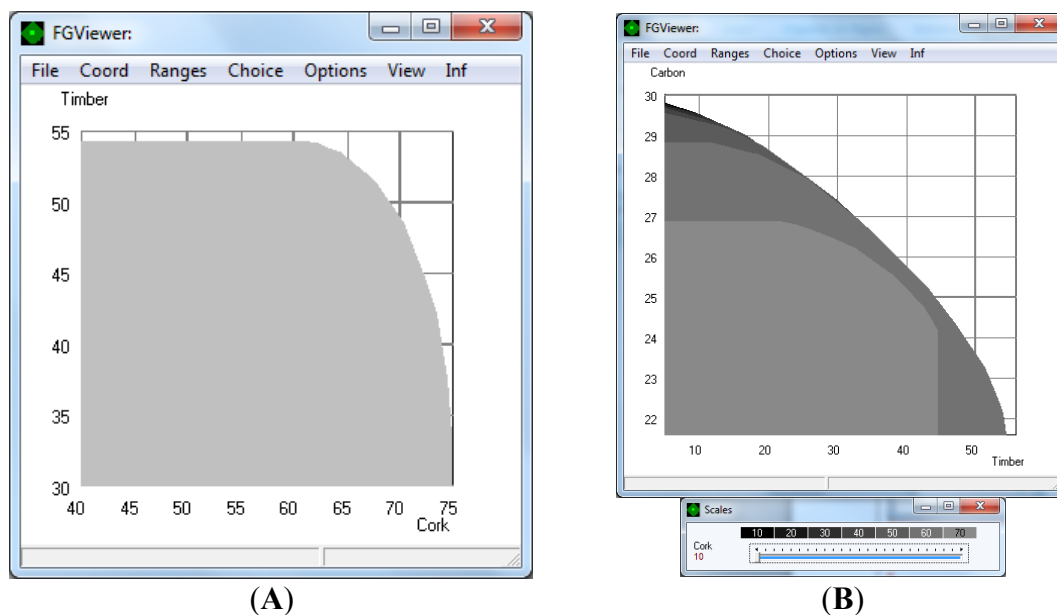 FGViewer:
File Coord Ranges Choice Options View Inf
Timber
55
50
45
40
35
30
40 45 50 55 60 65 70 75
Cork
(A)
FGViewer:
File Coord Ranges Choice Options View Inf
Carbon
30
29
28
27
26
25
24
23
22
10 20 30 40 50
Timber
Scales
10 20 30 40 50 60 70
Cork
10
(B)